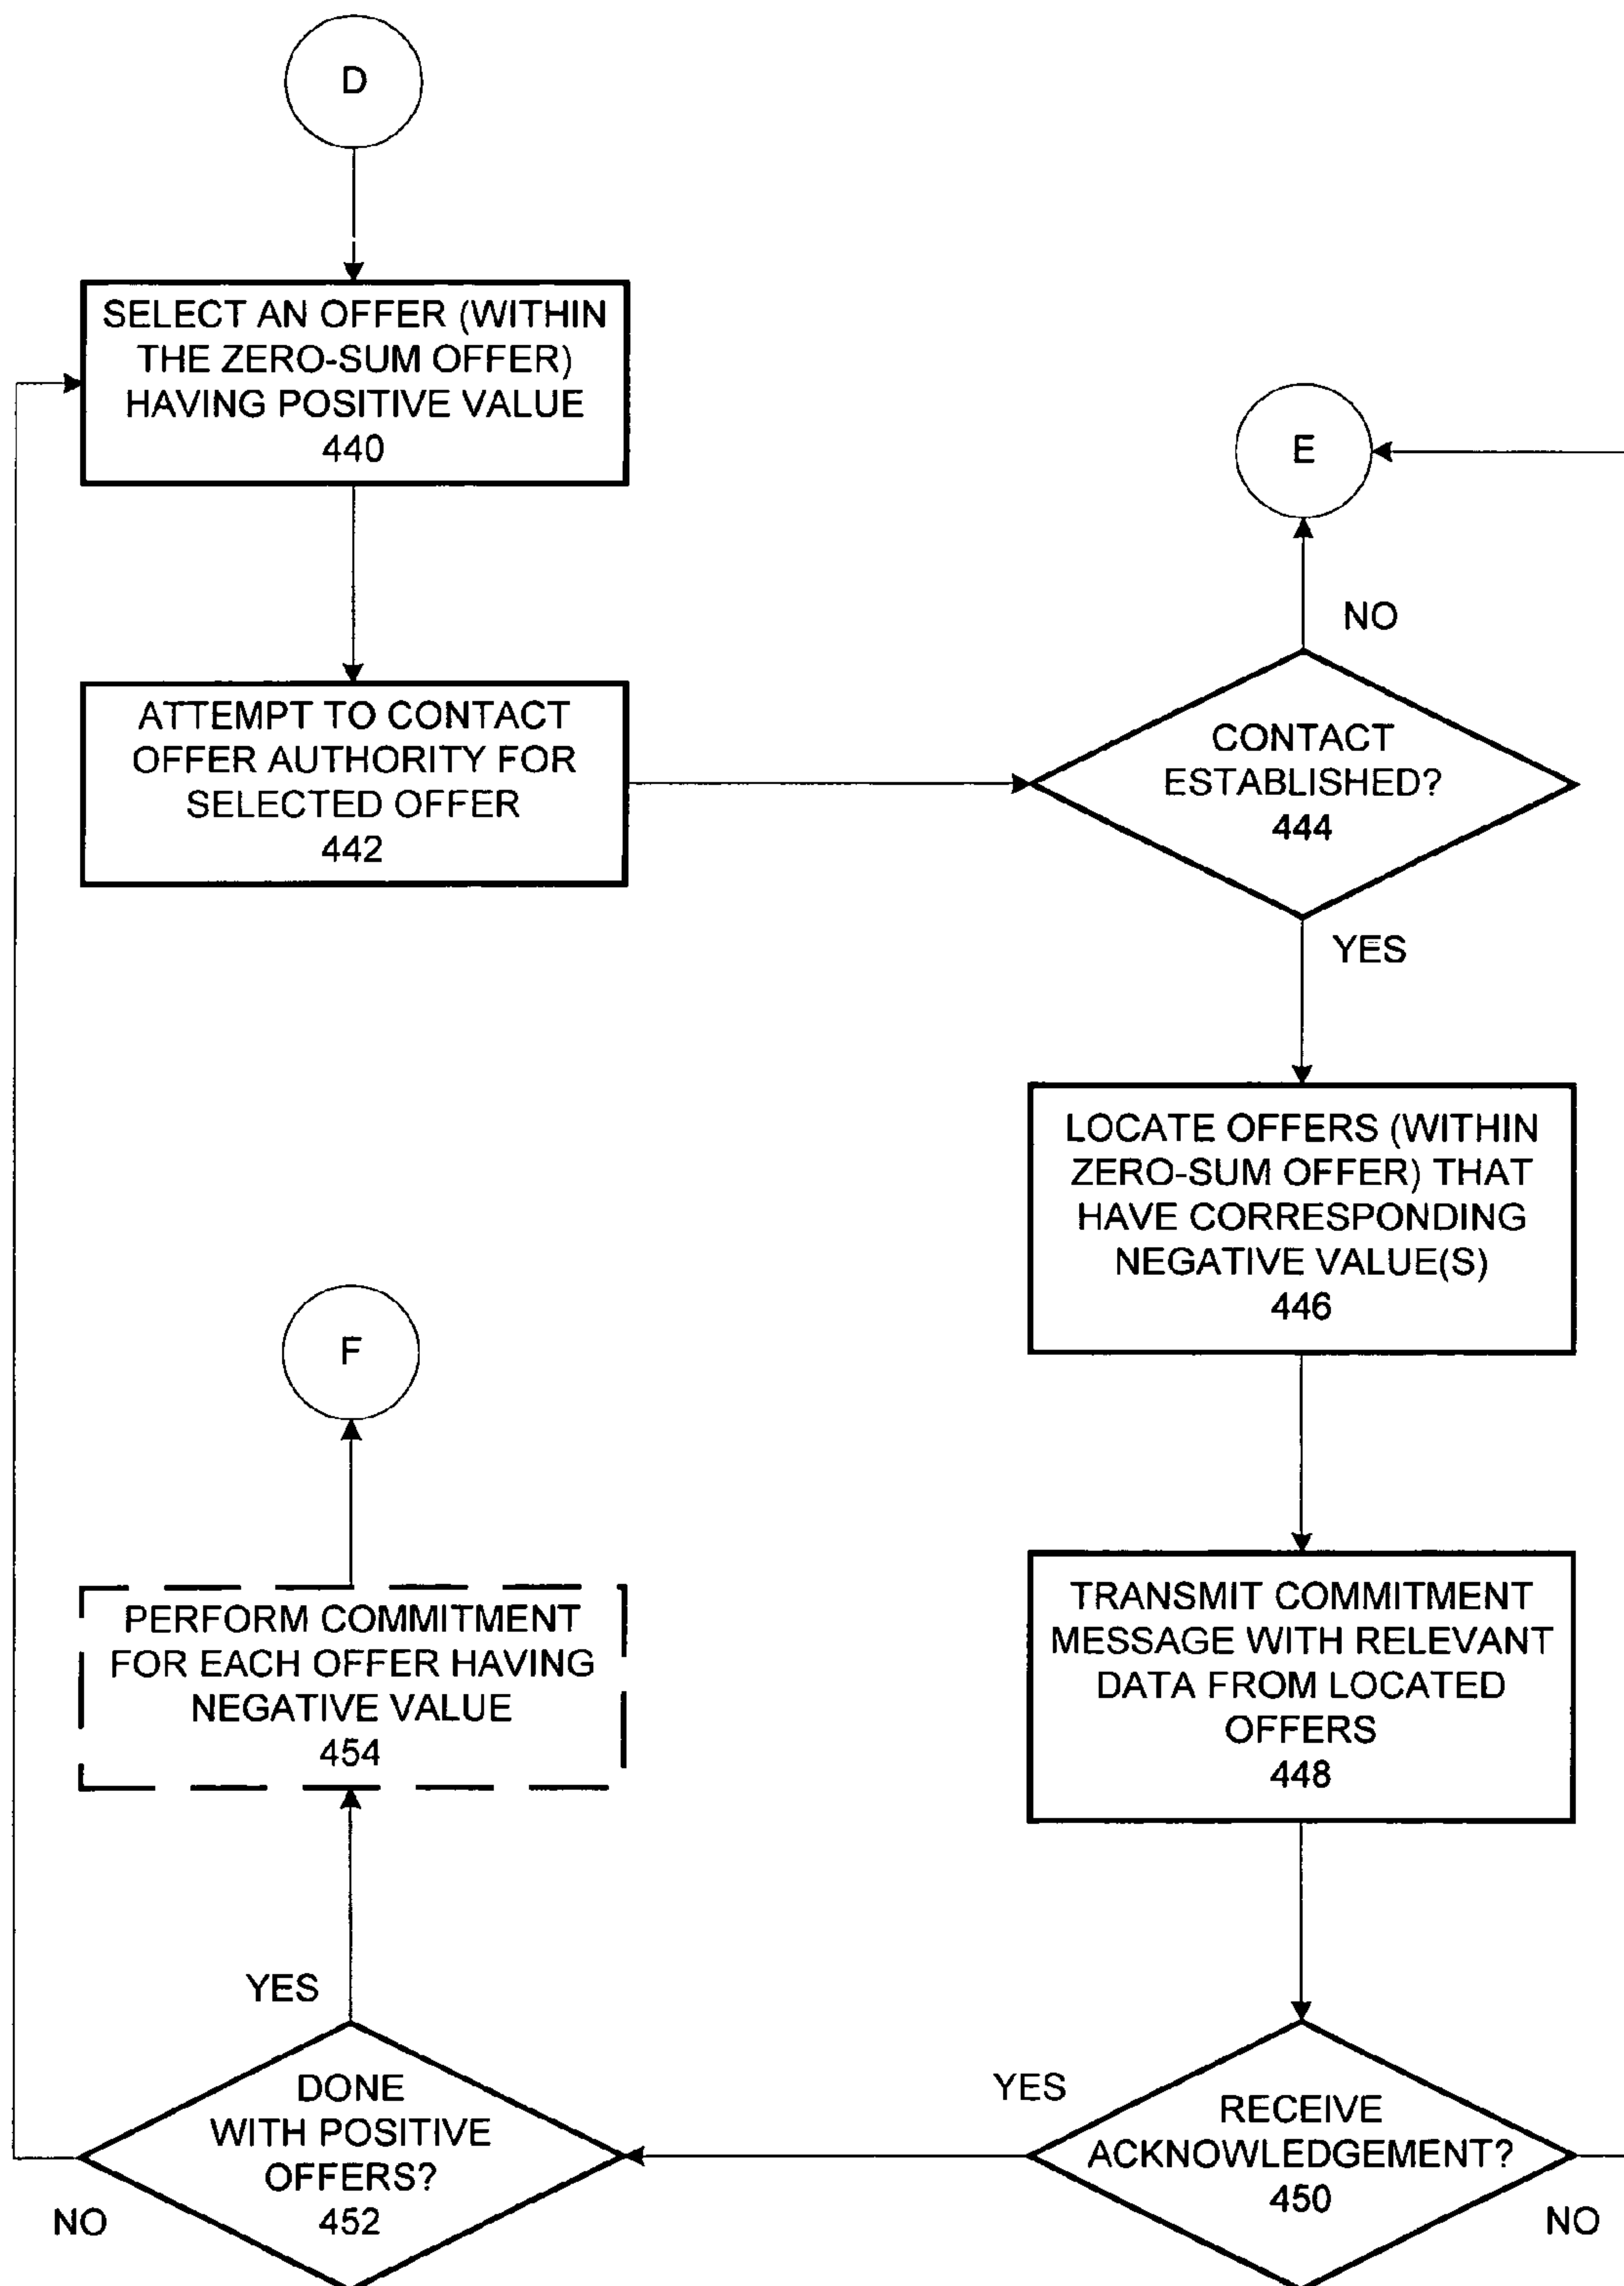 D
SELECT AN OFFER (WITHIN
THE ZERO-SUM OFFER)
HAVING POSITIVE VALUE
440
E
NO
ATTEMPT TO CONTACT
OFFER AUTHORITY FOR
SELECTED OFFER
442
CONTACT
ESTABLISHED?
444
YES
LOCATE OFFERS (WITHIN
ZERO-SUM OFFER) THAT
HAVE CORRESPONDING
NEGATIVE VALUE(S)
446
F
TRANSMIT COMMITMENT
MESSAGE WITH RELEVANT
DATA FROM LOCATED
OFFERS
448
PERFORM COMMITMENT
FOR EACH OFFER HAVING
NEGATIVE VALUE
454
YES
DONE
WITH POSITIVE
OFFERS?
452
NO
YES
RECEIVE
ACKNOWLEDGEMENT?
450
NO